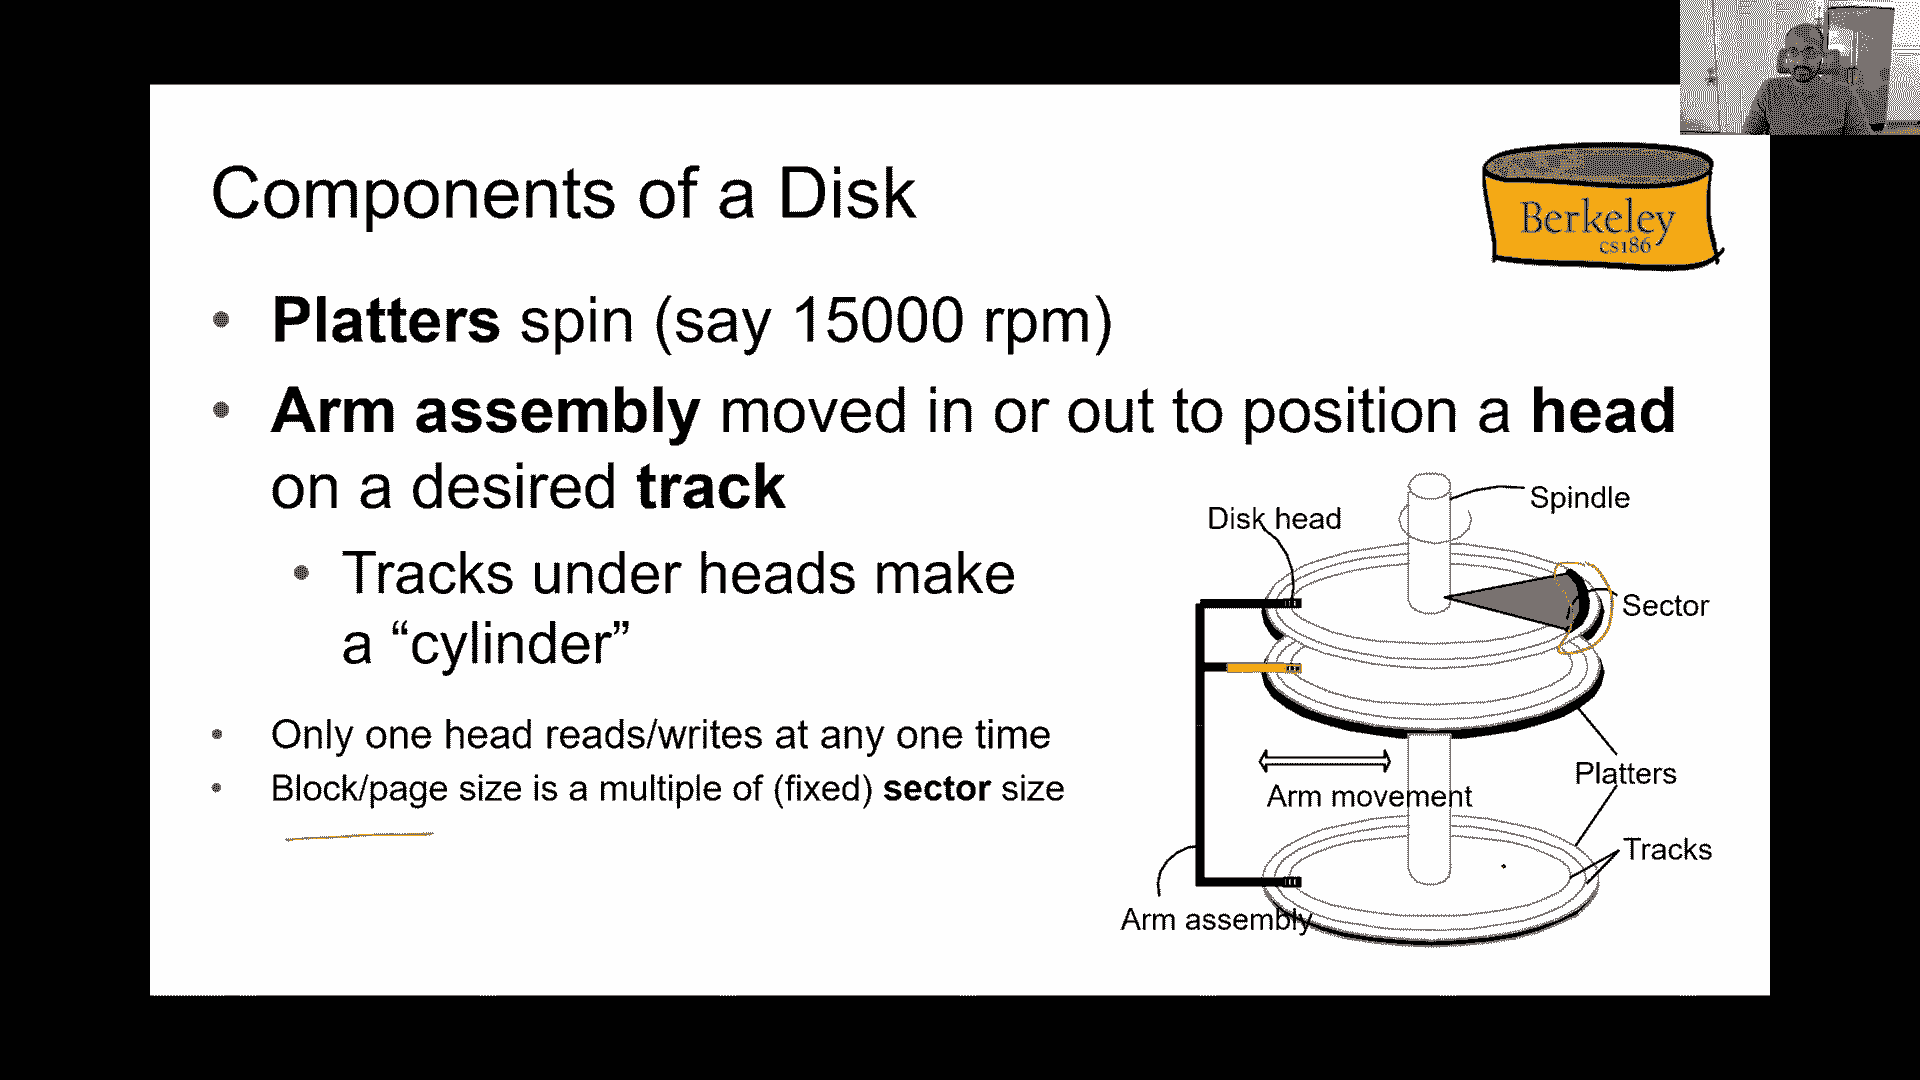 Components of a Disk
Berkeley
cs186
• Platters spin (say 15000 rpm)
• Arm assembly moved in or out to position a head
on a desired track
• Tracks under heads make
a “cylinder”
• Only one head reads/writes at any one time
• Block/page size is a multiple of (fixed) sector size
Spindle
Disk head
Sector
Platters
Arm movement
Tracks
Arm assembly